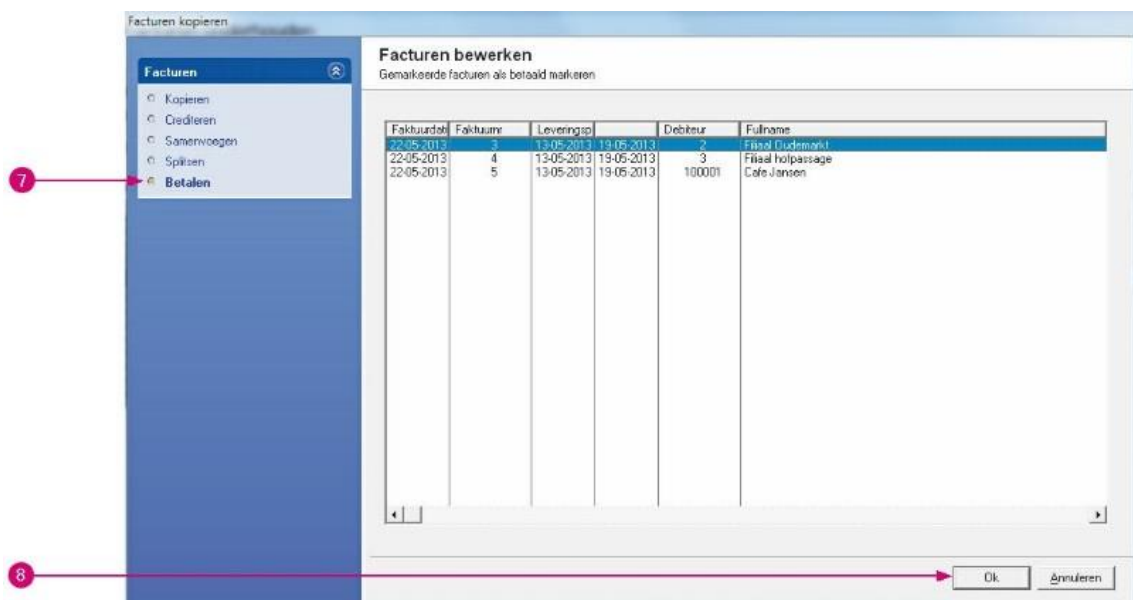 Facturen kopieren
Facturen
Kopieren
Crediteren
Samenvoegen
Splitsen
Betalen
Facturen bewerken
Gemarkeerde facturen als betaald markeren
Faktuurdat Faktuurnr Leveringsp Debiteur Fullname
22-05-2013 3 13-05-2013 19-05-2013 2 Filiaal Oudemarkt
22-05-2013 4 13-05-2013 19-05-2013 3 Filiaal hofpassage
22-05-2013 5 13-05-2013 19-05-2013 100001 Cafe Jansen
7
8
Ok Annuleren